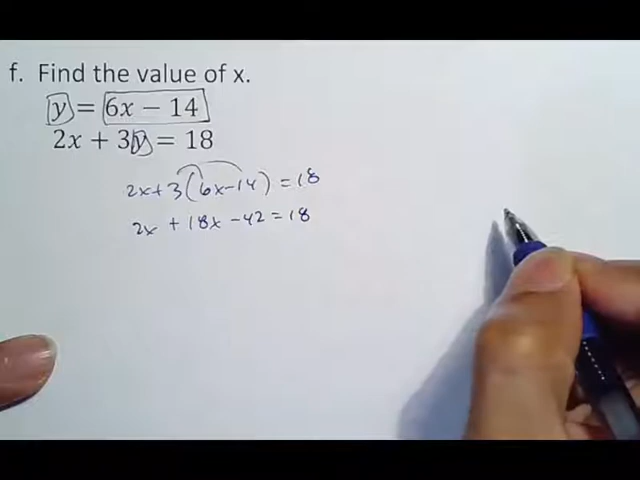 f. Find the value of x.
y = 6x − 14
2x + 3y = 18
2x + 3(6x − 14) = 18
2x + 18x − 42 = 18